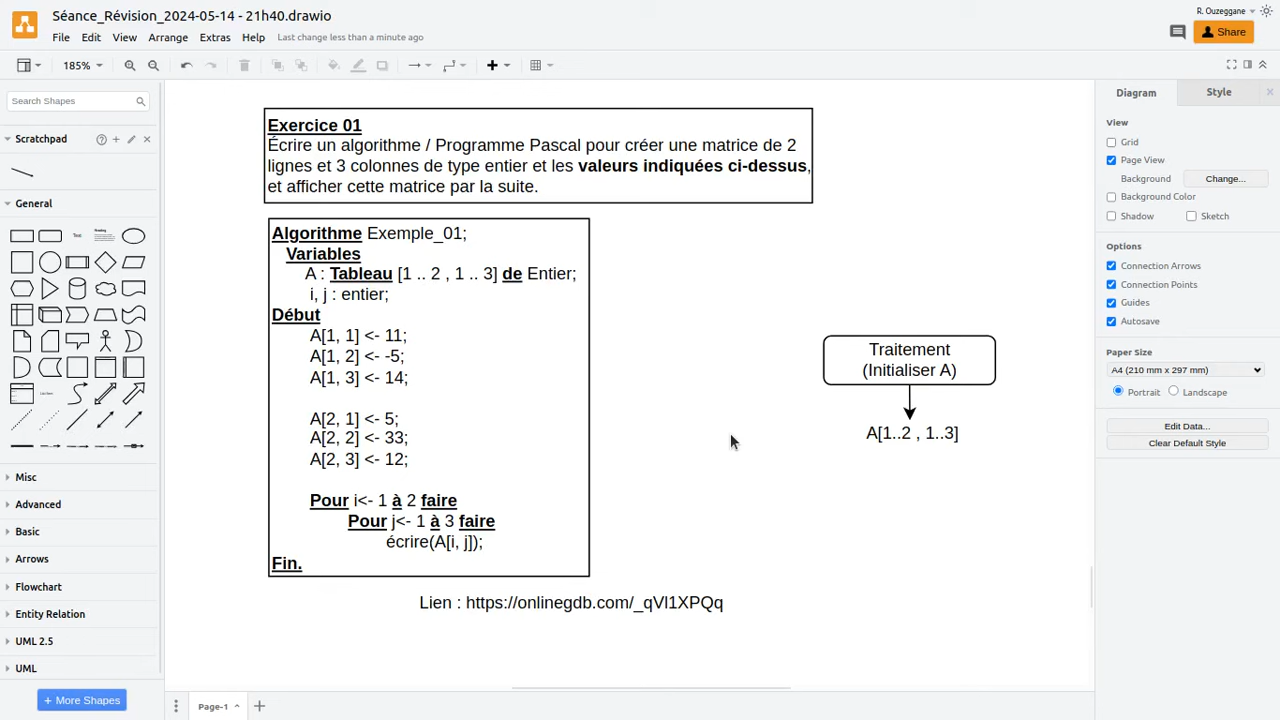 Séance_Révision_2024-05-14 - 21h40.drawio
R. Ouzeggane
File Edit View Arrange Extras Help Last change less than a minute ago
Share
185%
Search Shapes
Scratchpad
General
Text
Heading
List Item
Misc
Advanced
Basic
Arrows
Flowchart
Entity Relation
UML 2.5
UML
+ More Shapes
Exercice 01
Écrire un algorithme / Programme Pascal pour créer une matrice de 2
lignes et 3 colonnes de type entier et les valeurs indiquées ci-dessus,
et afficher cette matrice par la suite.
Algorithme Exemple_01;
Variables
A : Tableau [1 .. 2 , 1 .. 3] de Entier;
i, j : entier;
Début
A[1, 1] <- 11;
A[1, 2] <- -5;
A[1, 3] <- 14;
A[2, 1] <- 5;
A[2, 2] <- 33;
A[2, 3] <- 12;
Pour i<- 1 à 2 faire
Pour j<- 1 à 3 faire
écrire(A[i, j]);
Fin.
Lien : https://onlinegdb.com/_qVl1XPQq
Traitement
(Initialiser A)
A[1..2 , 1..3]
Page-1
Diagram Style
View
Grid
Page View
Background Change...
Background Color
Shadow Sketch
Options
Connection Arrows
Connection Points
Guides
Autosave
Paper Size
A4 (210 mm x 297 mm)
Portrait Landscape
Edit Data...
Clear Default Style